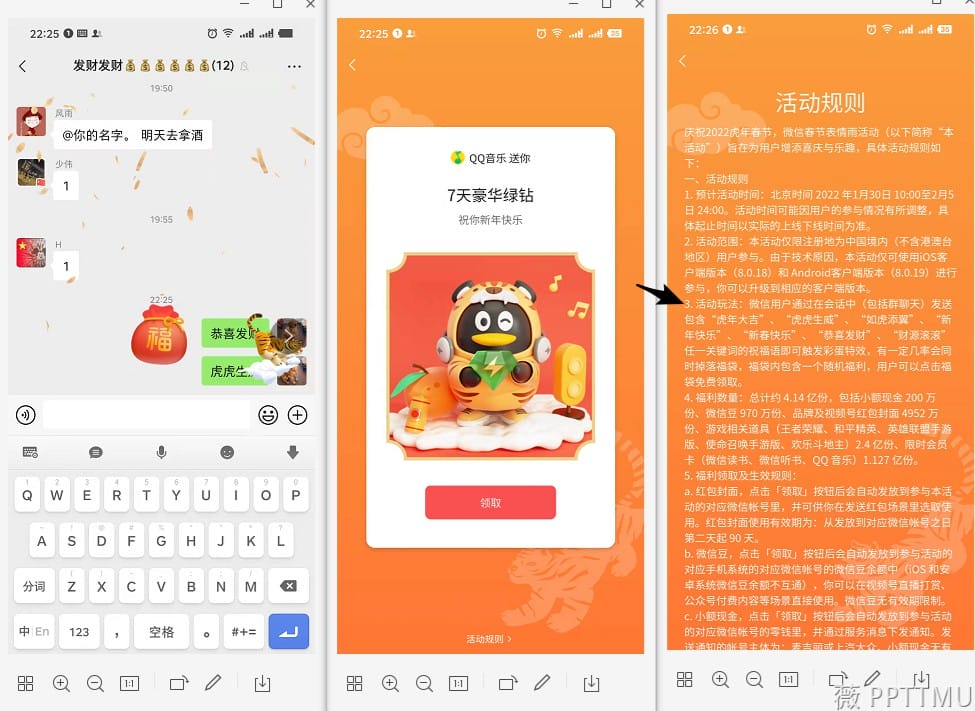 22:25
发财发财💰💰💰💰💰💰(12)
19:50
风雨
@你的名字。 明天去拿酒
少伟
1
19:55
H
1
22:25
福
恭喜发财
虎虎生
Q W E R T Y U I O P
A S D F G H J K L
分词 Z X C V B N M
中|En 123 ， 空格 。 #+= 
1:1
22:25
35
QQ音乐 送你
7天豪华绿钻
祝你新年快乐
领取
活动规则 >
1:1
22:26
35
活动规则
庆祝2022虎年春节，微信春节表情雨活动（以下简称“本
活动”）旨在为用户增添喜庆与乐趣，具体活动规则如
下：
一、活动规则
1. 预计活动时间：北京时间 2022 年1月30日 10:00至2月5
日 24:00。活动时间可能因用户的参与情况有所调整，具
体起止时间以实际的上线下线时间为准。
2. 活动范围：本活动仅限注册地为中国境内（不含港澳台
地区）用户参与。由于技术原因，本活动仅可使用iOS客
户端版本（8.0.18）和 Android客户端版本（8.0.19）进行
参与，你可以升级到相应的客户端版本。
3. 活动玩法：微信用户通过在会话中（包括群聊天）发送
包含“虎年大吉”、“虎虎生威”、“如虎添翼”、“新
年快乐”、“新春快乐”、“恭喜发财”、“财源滚滚”
任一关键词的祝福语即可触发彩蛋特效，有一定几率会同
时掉落福袋，福袋内包含一个随机福利，用户可以点击福
袋免费领取。
4. 福利数量：总计约 4.14 亿份，包括小额现金 200 万
份、微信豆 970 万份、品牌及视频号红包封面 4952 万
份、游戏相关道具（王者荣耀、和平精英、英雄联盟手游
版、使命召唤手游版、欢乐斗地主）2.4 亿份、限时会员
卡（微信读书、微信听书、QQ 音乐）1.127 亿份。
5. 福利领取及生效规则：
a. 红包封面，点击「领取」按钮后会自动发放到参与本活
动的对应微信帐号里，并可供你在发送红包场景里选取使
用。红包封面使用有效期为：从发放到对应微信帐号之日
第二天起 90 天。
b. 微信豆，点击「领取」按钮后会自动发放到参与活动的
对应手机系统的对应微信帐号的微信豆余额中（iOS 和安
卓系统微信豆余额不互通），你可以在视频号直播打赏、
公众号付费内容等场景直接使用。微信豆无有效期限制。
c. 小额现金，点击「领取」按钮后会自动发放到参与活动
的对应微信帐号的零钱里，并通过服务消息下发通知。发
送通知的帐号主体为：麦吉丽或上汽大众。小额现金无有
1:1
薇 PPTTMU